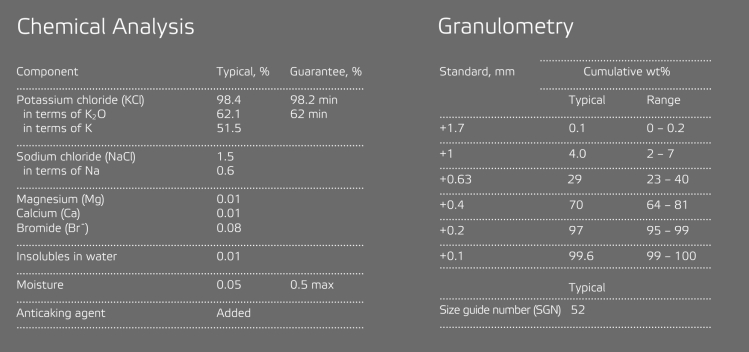 Chemical Analysis
Component Typical, % Guarantee, %
Potassium chloride (KCl) 98.4 98.2 min
in terms of K₂O 62.1 62 min
in terms of K 51.5
Sodium chloride (NaCl) 1.5
in terms of Na 0.6
Magnesium (Mg) 0.01
Calcium (Ca) 0.01
Bromide (Br⁻) 0.08
Insolubles in water 0.01
Moisture 0.05 0.5 max
Anticaking agent Added
Granulometry
Standard, mm Cumulative wt%
Typical Range
+1.7 0.1 0 – 0.2
+1 4.0 2 – 7
+0.63 29 23 – 40
+0.4 70 64 – 81
+0.2 97 95 – 99
+0.1 99.6 99 – 100
Typical
Size guide number (SGN) 52